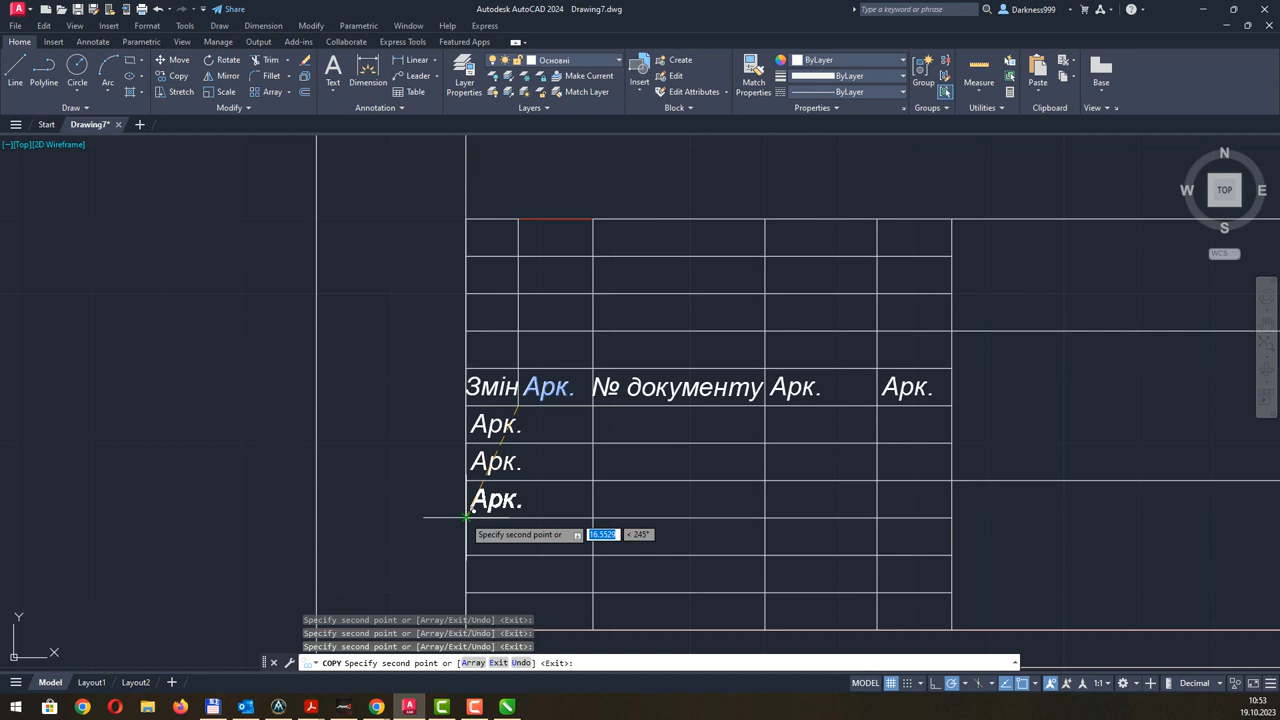 Share
Autodesk AutoCAD 2024 Drawing7.dwg
Type a keyword or phrase
Darkness999
File Edit View Insert Format Tools Draw Dimension Modify Parametric Window Help Express
Home Insert Annotate Parametric View Manage Output Add-ins Collaborate Express Tools Featured Apps
Line Polyline Circle Arc
Move Rotate Trim
Copy Mirror Fillet
Stretch Scale Array
Text Dimension
Linear
Leader
Table
Layer Properties
Основні
Make Current
Match Layer
Insert
Create
Edit
Edit Attributes
Match Properties
ByLayer
ByLayer
ByLayer
Group
Measure
Paste
Base
Draw Modify Annotation Layers Block Properties Groups Utilities Clipboard View
Start Drawing7*
[−][Top][2D Wireframe]
N
W TOP E
S
WCS
Змін Арк. № документу Арк. Арк.
Арк.
Арк.
Арк.
Specify second point or 16.5529 < 245°
Y
X
Specify second point or [Array/Exit/Undo] <Exit>:
Specify second point or [Array/Exit/Undo] <Exit>:
Specify second point or [Array/Exit/Undo] <Exit>:
COPY Specify second point or [Array Exit Undo] <Exit>:
Model Layout1 Layout2
MODEL 1:1 Decimal
10:53
19.10.2023